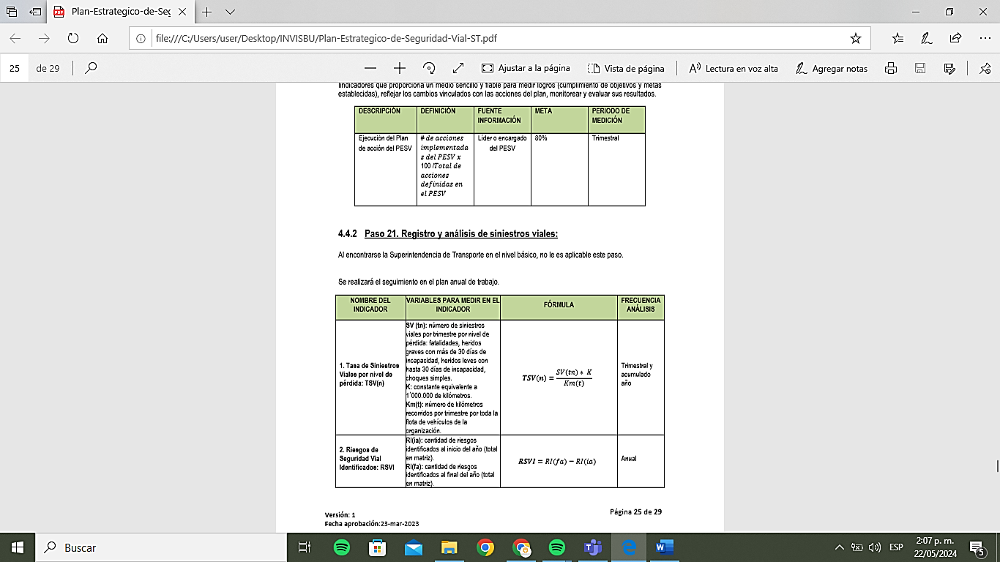 Plan-Estrategico-de-Seg
file:///C:/Users/user/Desktop/INVISBU/Plan-Estrategico-de-Seguridad-Vial-ST.pdf
25 de 29
Ajustar a la página
Vista de página
Lectura en voz alta
Agregar notas
Iindicadores que proporciona un medio sencillo y fiable para medir logros (cumplimiento de objetivos y metas
establecidas), reflejar los cambios vinculados con las acciones del plan, monitorear y evaluar sus resultados.
DESCRIPCIÓN
DEFINICIÓN
FUENTE
INFORMACIÓN
META
PERIODO DE
MEDICIÓN
Ejecución del Plan
de acción del PESV
# de acciones
implementada
s del PESV x
100 /Total de
acciones
definidas en
el PESV
Líder o encargado
del PESV
80%
Trimestral
4.4.2 Paso 21. Registro y análisis de siniestros viales:
Al encontrarse la Superintendencia de Transporte en el nivel básico, no le es aplicable este paso.
Se realizará el seguimiento en el plan anual de trabajo.
NOMBRE DEL
INDICADOR
VARIABLES PARA MEDIR EN EL
INDICADOR
FÓRMULA
FRECUENCIA
ANÁLISIS
1. Tasa de Siniestros
Viales por nivel de
pérdida: TSV(n)
SV (tn): número de siniestros
viales por trimestre por nivel de
pérdida: fatalidades, heridos
graves con más de 30 días de
incapacidad, heridos leves con
hasta 30 días de incapacidad,
choques simples.
K: constante equivalente a
1´000.000 de kilómetros.
Km(t): número de kilómetros
recorridos por trimestre por toda la
flota de vehículos de la
organización.
TSV(n) = SV(tn) * K / Km(t)
Trimestral y
acumulado
año
2. Riesgos de
Seguridad Vial
Identificados: RSVI
RI(ia): cantidad de riesgos
identificados al inicio del año (total
en matriz).
RI(fa): cantidad de riesgos
identificados al final del año (total
en matriz).
RSVI = RI(fa) − RI(ia)
Anual
Versión: 1
Fecha aprobación:23-mar-2023
Página 25 de 29
Buscar
ESP
2:07 p. m.
22/05/2024
5